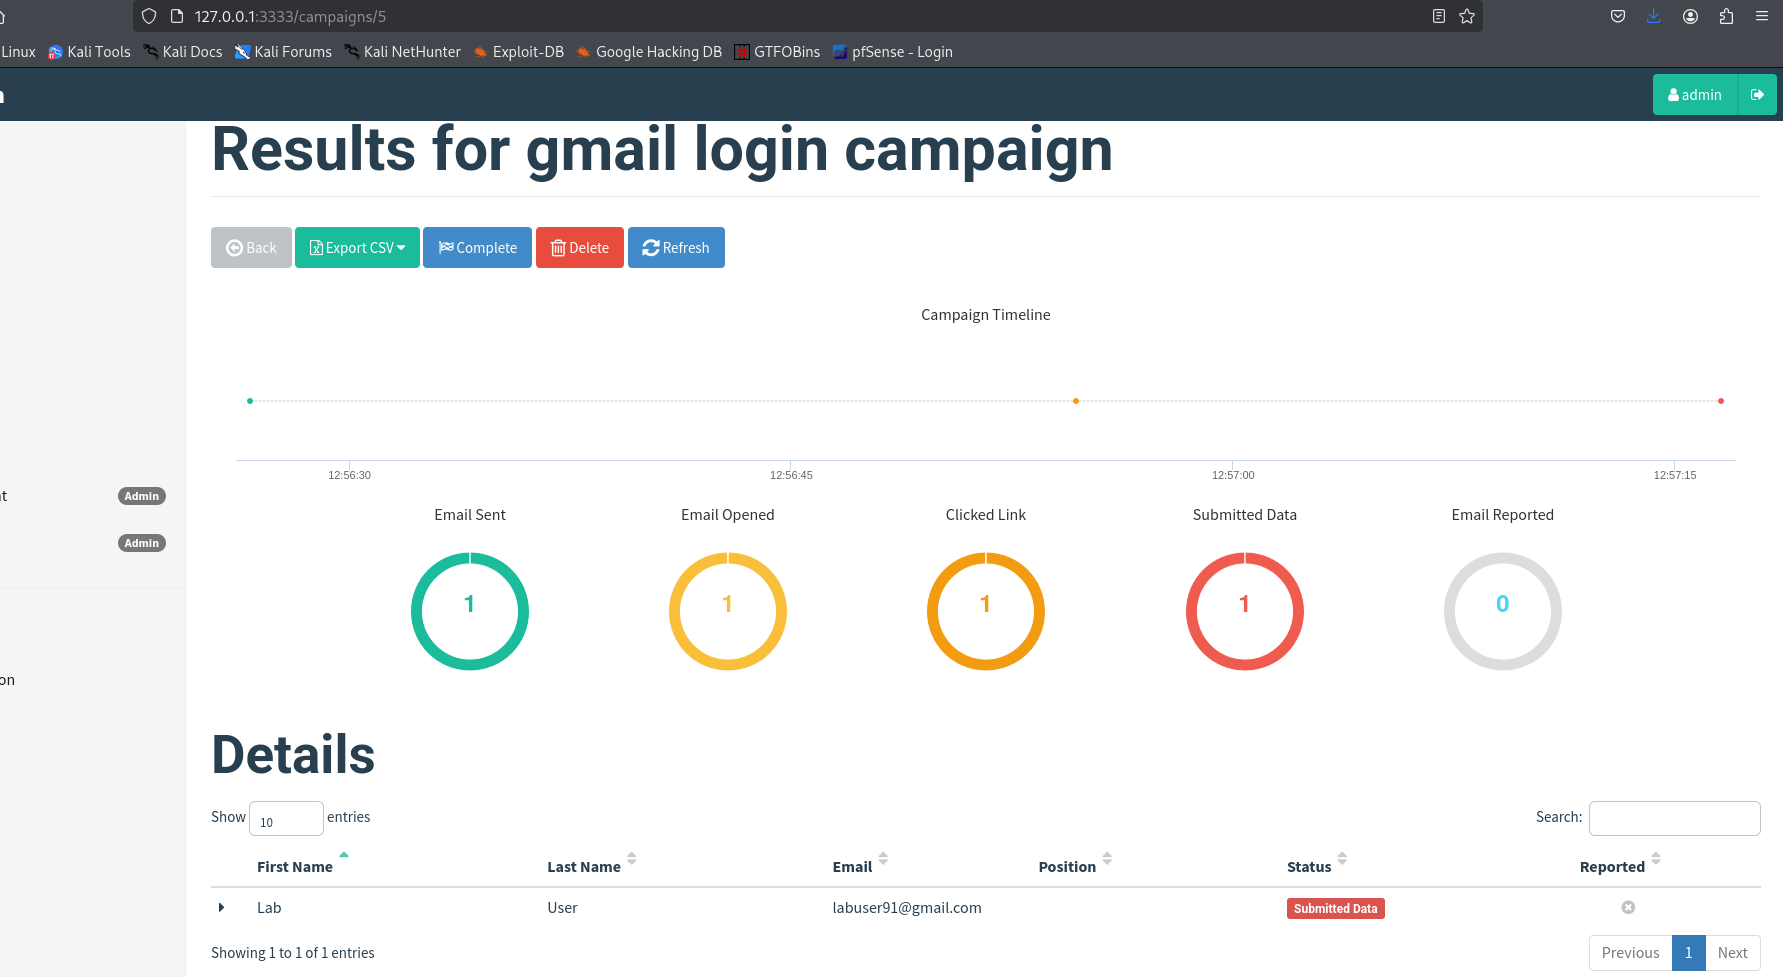 127.0.0.1:3333/campaigns/5
Linux Kali Tools Kali Docs Kali Forums Kali NetHunter Exploit-DB Google Hacking DB GTFOBins pfSense - Login
admin
Results for gmail login campaign
Back Export CSV Complete Delete Refresh
Campaign Timeline
12:56:30 12:56:45 12:57:00 12:57:15
Admin
Email Sent Email Opened Clicked Link Submitted Data Email Reported
Admin
1 1 1 1 0
Details
Show 10 entries Search:
First Name Last Name Email Position Status Reported
Lab User labuser91@gmail.com Submitted Data
Showing 1 to 1 of 1 entries Previous 1 Next